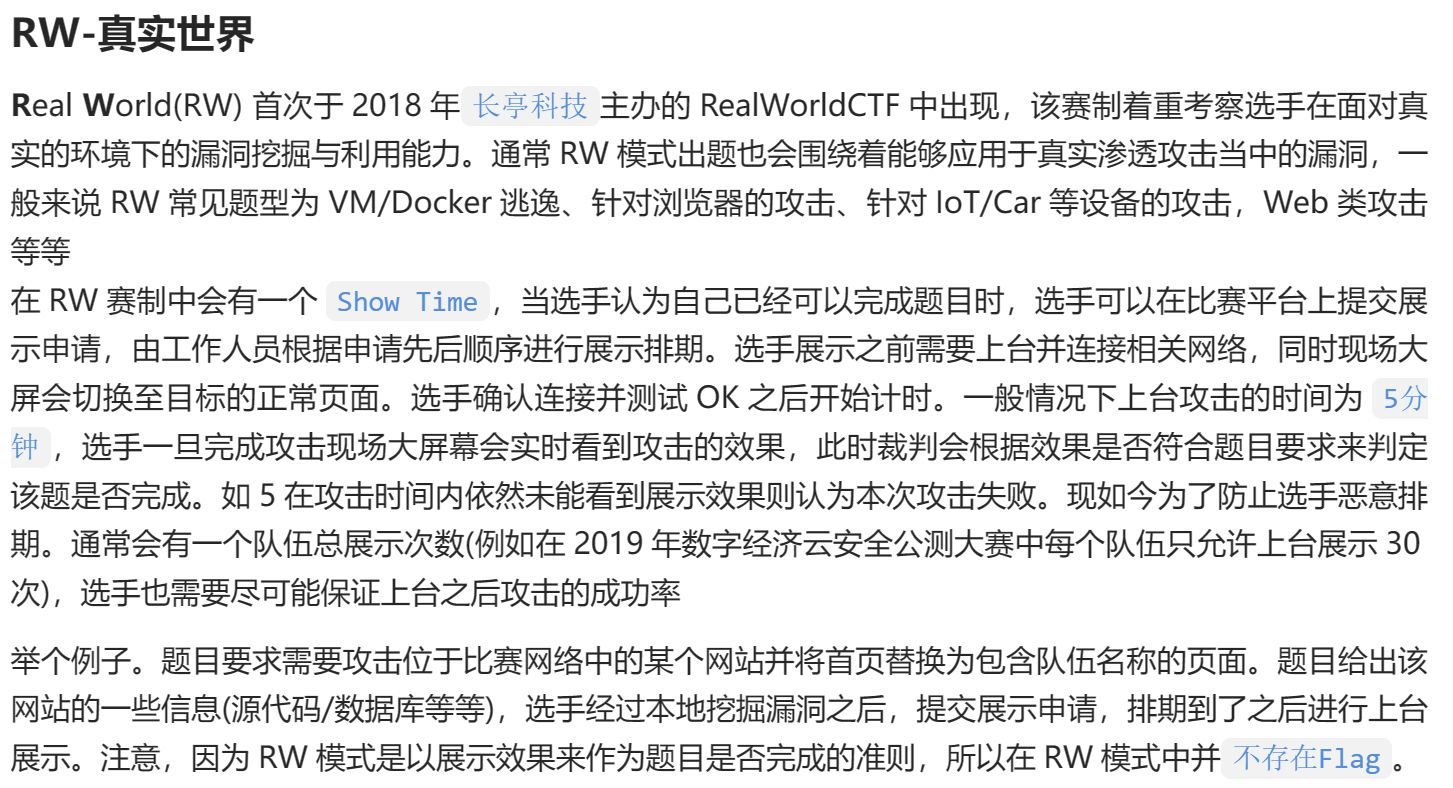 RW-真实世界
Real World(RW) 首次于 2018 年 长亭科技 主办的 RealWorldCTF 中出现，该赛制着重考察选手在面对真
实的环境下的漏洞挖掘与利用能力。通常 RW 模式出题也会围绕着能够应用于真实渗透攻击当中的漏洞，一
般来说 RW 常见题型为 VM/Docker 逃逸、针对浏览器的攻击、针对 IoT/Car 等设备的攻击，Web 类攻击
等等
在 RW 赛制中会有一个 Show Time ，当选手认为自己已经可以完成题目时，选手可以在比赛平台上提交展
示申请，由工作人员根据申请先后顺序进行展示排期。选手展示之前需要上台并连接相关网络，同时现场大
屏会切换至目标的正常页面。选手确认连接并测试 OK 之后开始计时。一般情况下上台攻击的时间为 5分
钟 ，选手一旦完成攻击现场大屏幕会实时看到攻击的效果，此时裁判会根据效果是否符合题目要求来判定
该题是否完成。如 5 在攻击时间内依然未能看到展示效果则认为本次攻击失败。现如今为了防止选手恶意排
期。通常会有一个队伍总展示次数(例如在 2019 年数字经济云安全公测大赛中每个队伍只允许上台展示 30
次)，选手也需要尽可能保证上台之后攻击的成功率
举个例子。题目要求需要攻击位于比赛网络中的某个网站并将首页替换为包含队伍名称的页面。题目给出该
网站的一些信息(源代码/数据库等等)，选手经过本地挖掘漏洞之后，提交展示申请，排期到了之后进行上台
展示。注意，因为 RW 模式是以展示效果来作为题目是否完成的准则，所以在 RW 模式中并 不存在Flag 。